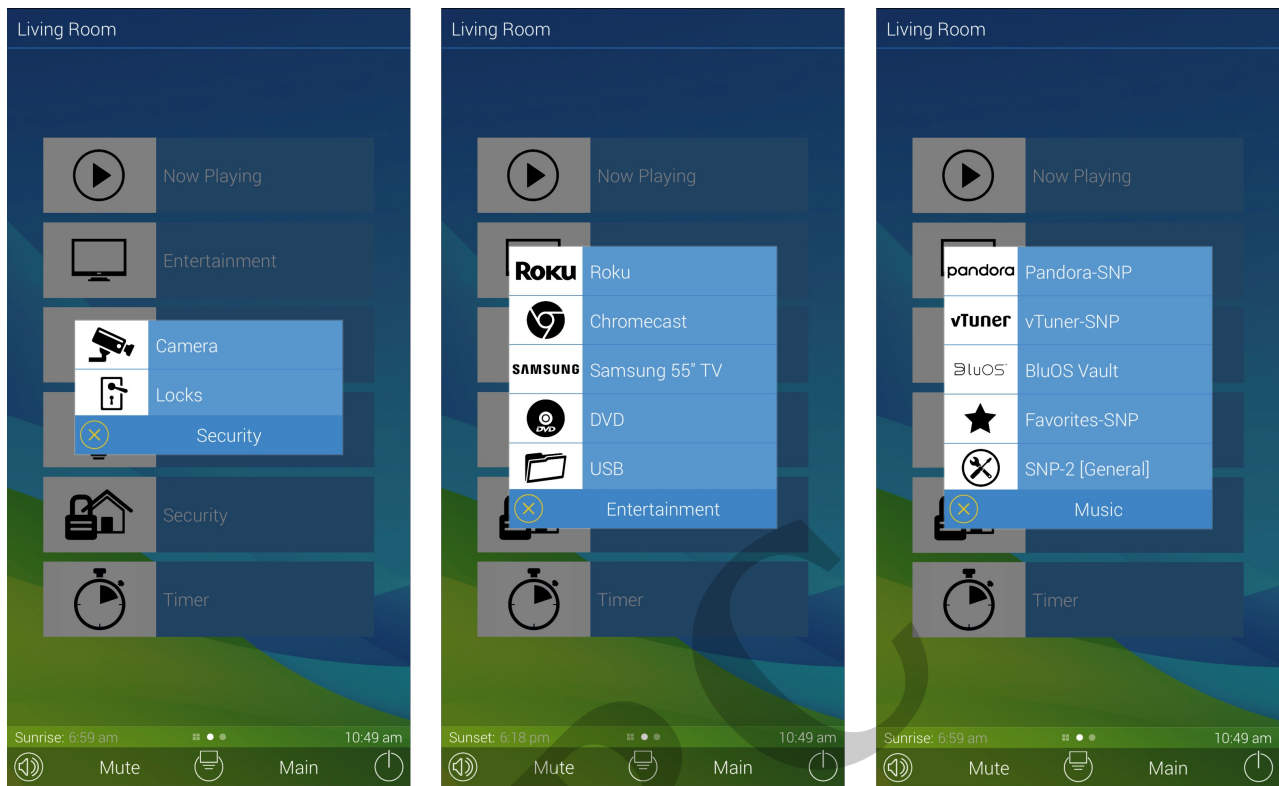 Living Room
Now Playing
Entertainment
Camera
Locks
Security
Security
Timer
Sunrise: 6:59 am
10:49 am
Mute
Main
Living Room
Now Playing
ROKU Roku
Chromecast
SAMSUNG Samsung 55" TV
DVD DVD
USB
Entertainment
Timer
Sunset: 6:18 pm
10:49 am
Mute
Main
Living Room
Now Playing
pandora Pandora-SNP
vTuner vTuner-SNP
BluOS BluOS Vault
Favorites-SNP
SNP-2 [General]
Music
Timer
Sunrise: 6:59 am
10:49 am
Mute
Main